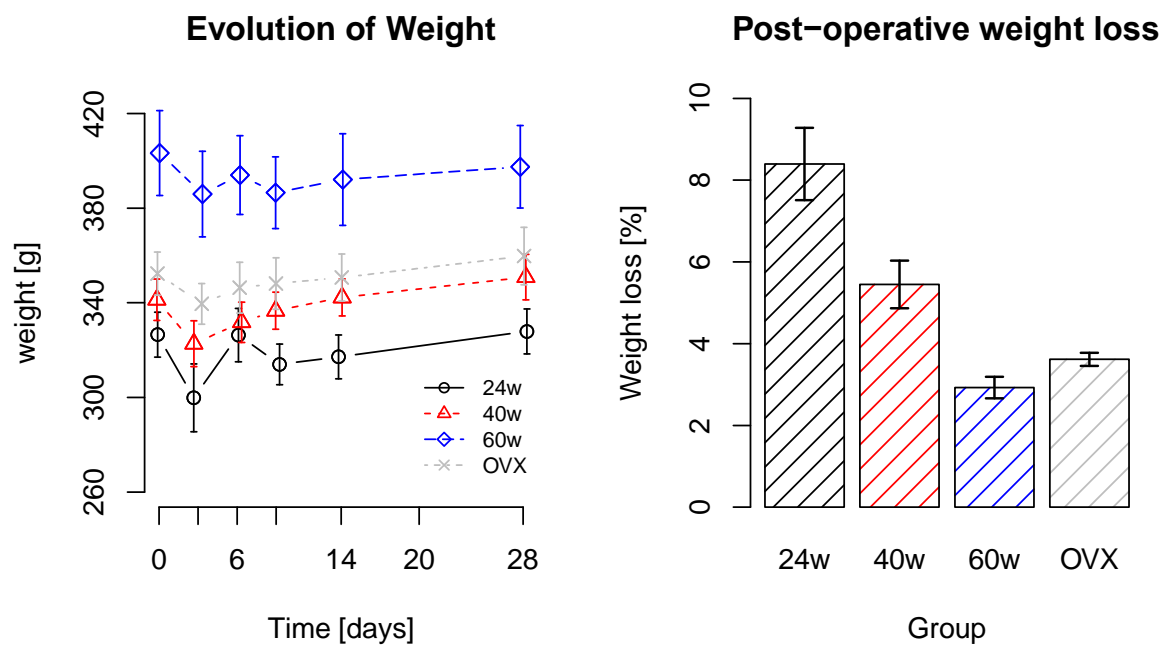 Evolution of Weight
weight [g]
420
380
340
300
260
24w
40w
60w
OVX
0
6
14
20
28
Time [days]
Post−operative weight loss
Weight loss [%]
10
8
6
4
2
0
24w
40w
60w
OVX
Group